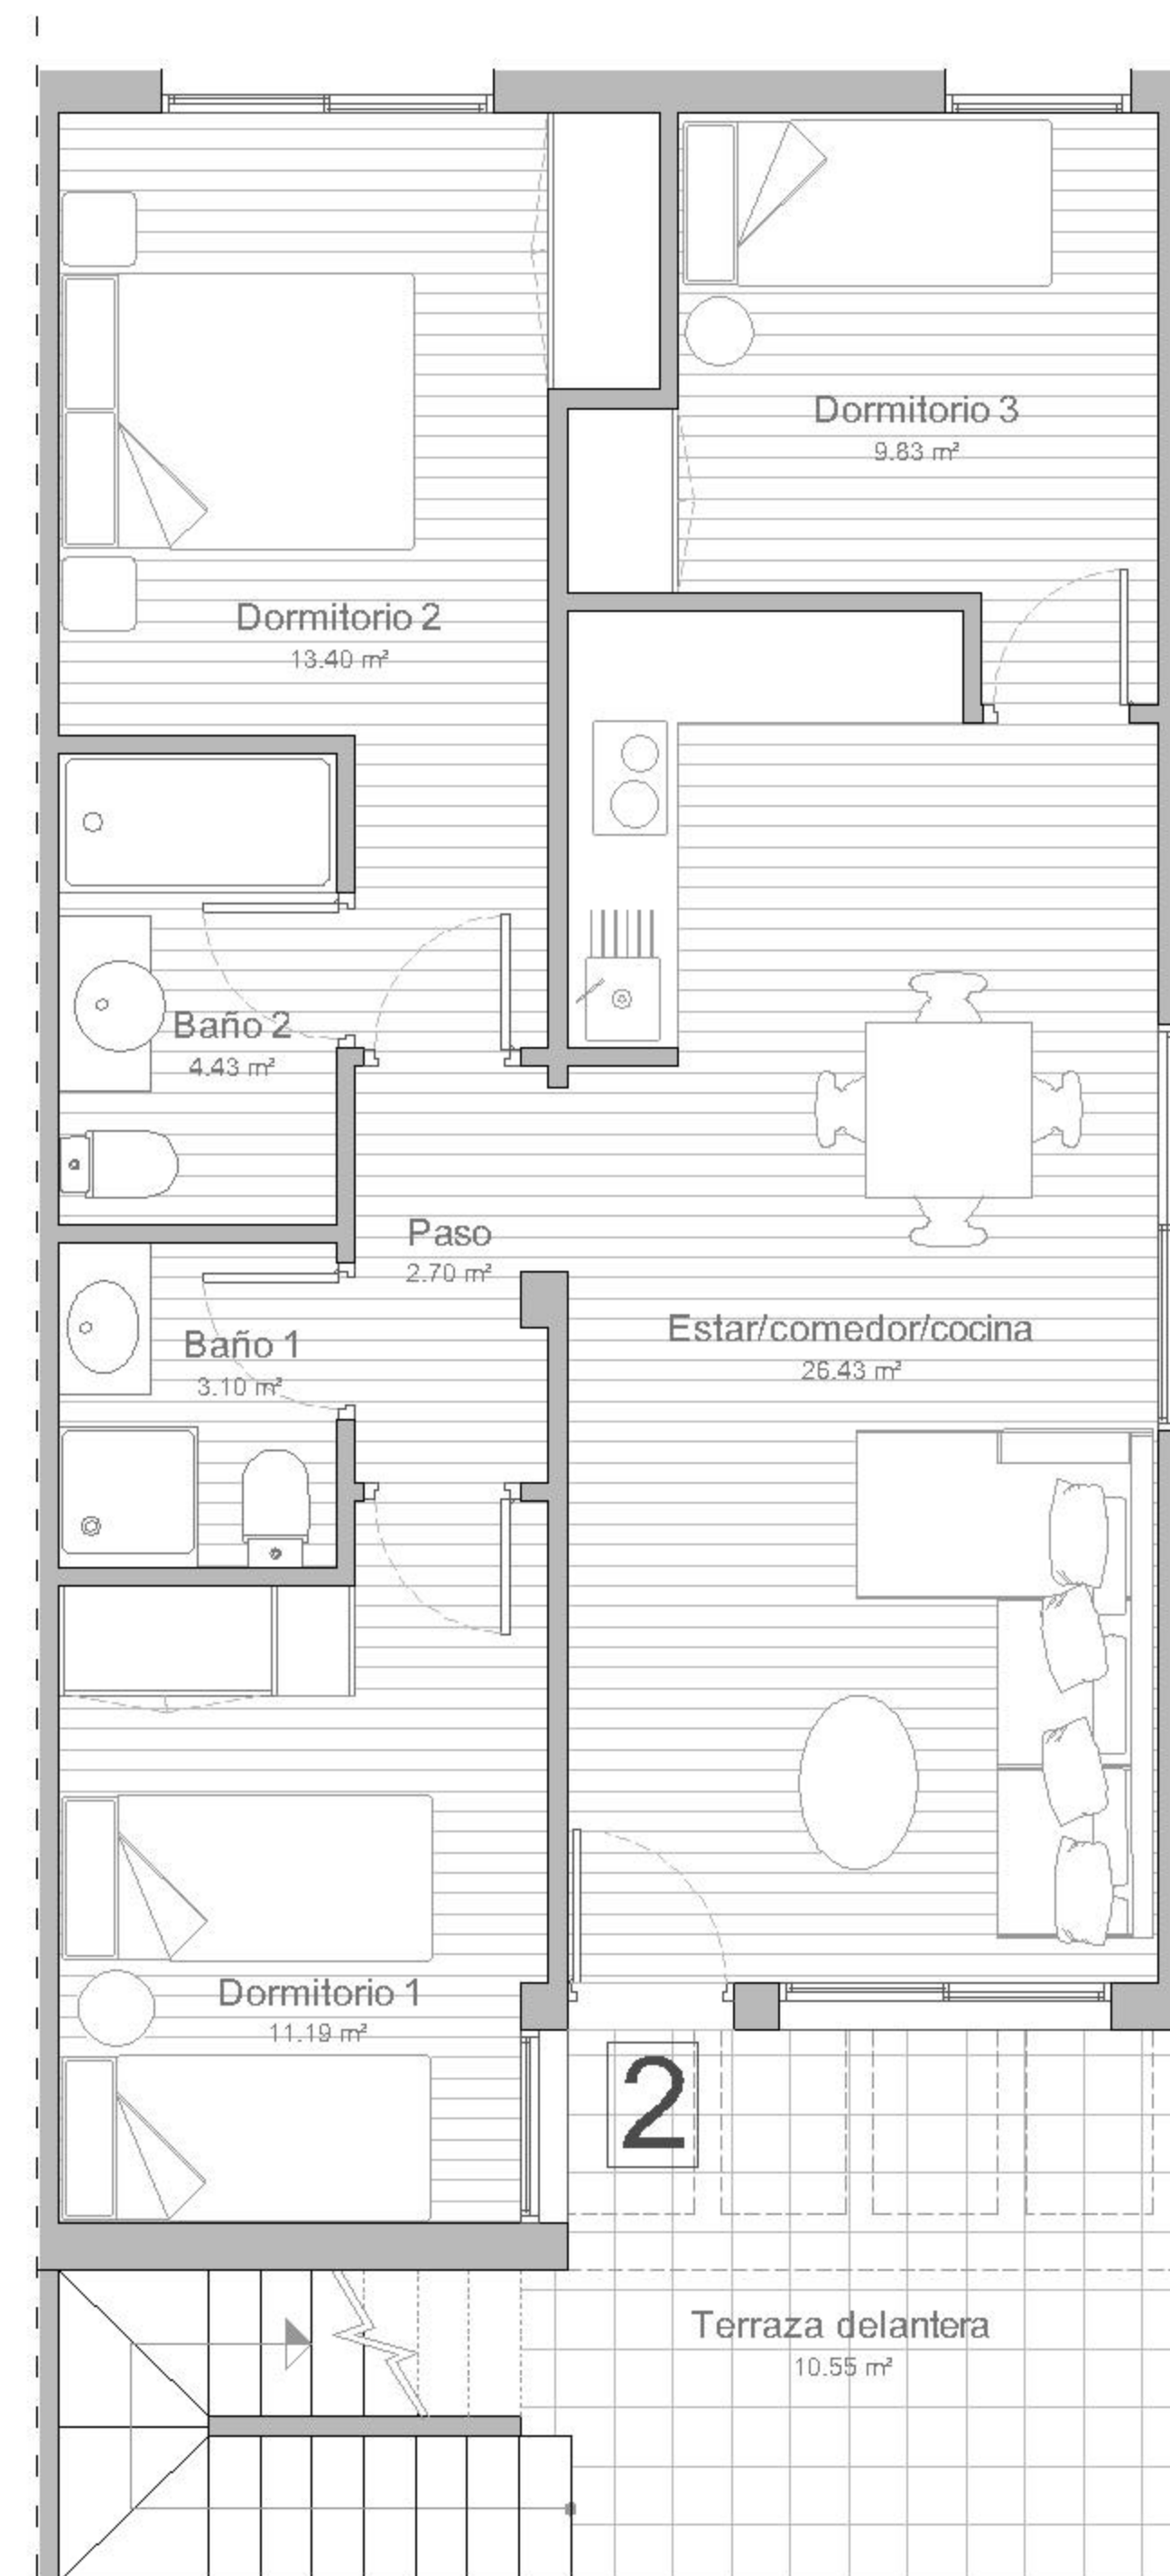 Dormitorio 3
9.83 m²
Dormitorio 2
13.40 m²
Baño 2
4.43 m²
Paso
2.70 m²
Estar/comedor/cocina
26.43 m²
Baño 1
3.10 m²
Dormitorio 1
11.19 m²
2
Terraza delantera
10.55 m²